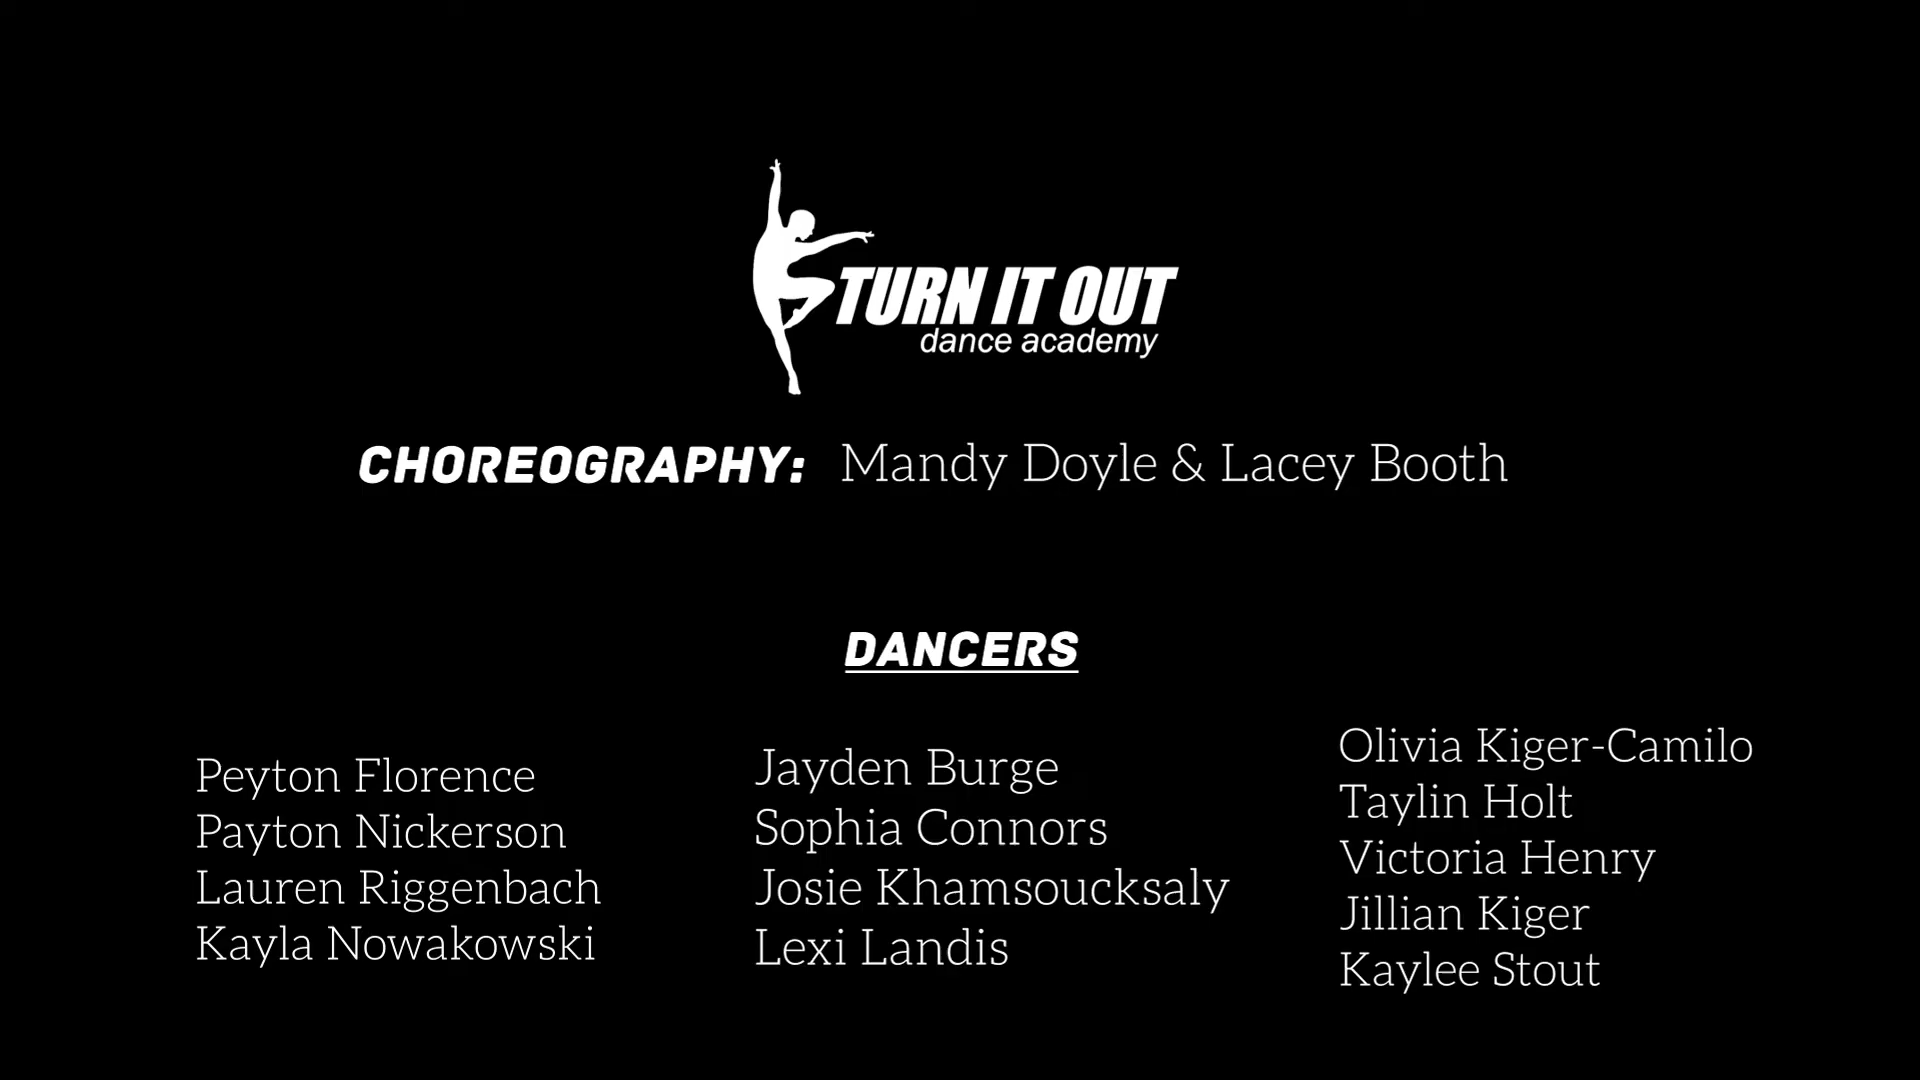 TURN IT OUT
dance academy
CHOREOGRAPHY: Mandy Doyle & Lacey Booth
DANCERS
Peyton Florence
Payton Nickerson
Lauren Riggenbach
Kayla Nowakowski
Jayden Burge
Sophia Connors
Josie Khamsoucksaly
Lexi Landis
Olivia Kiger-Camilo
Taylin Holt
Victoria Henry
Jillian Kiger
Kaylee Stout